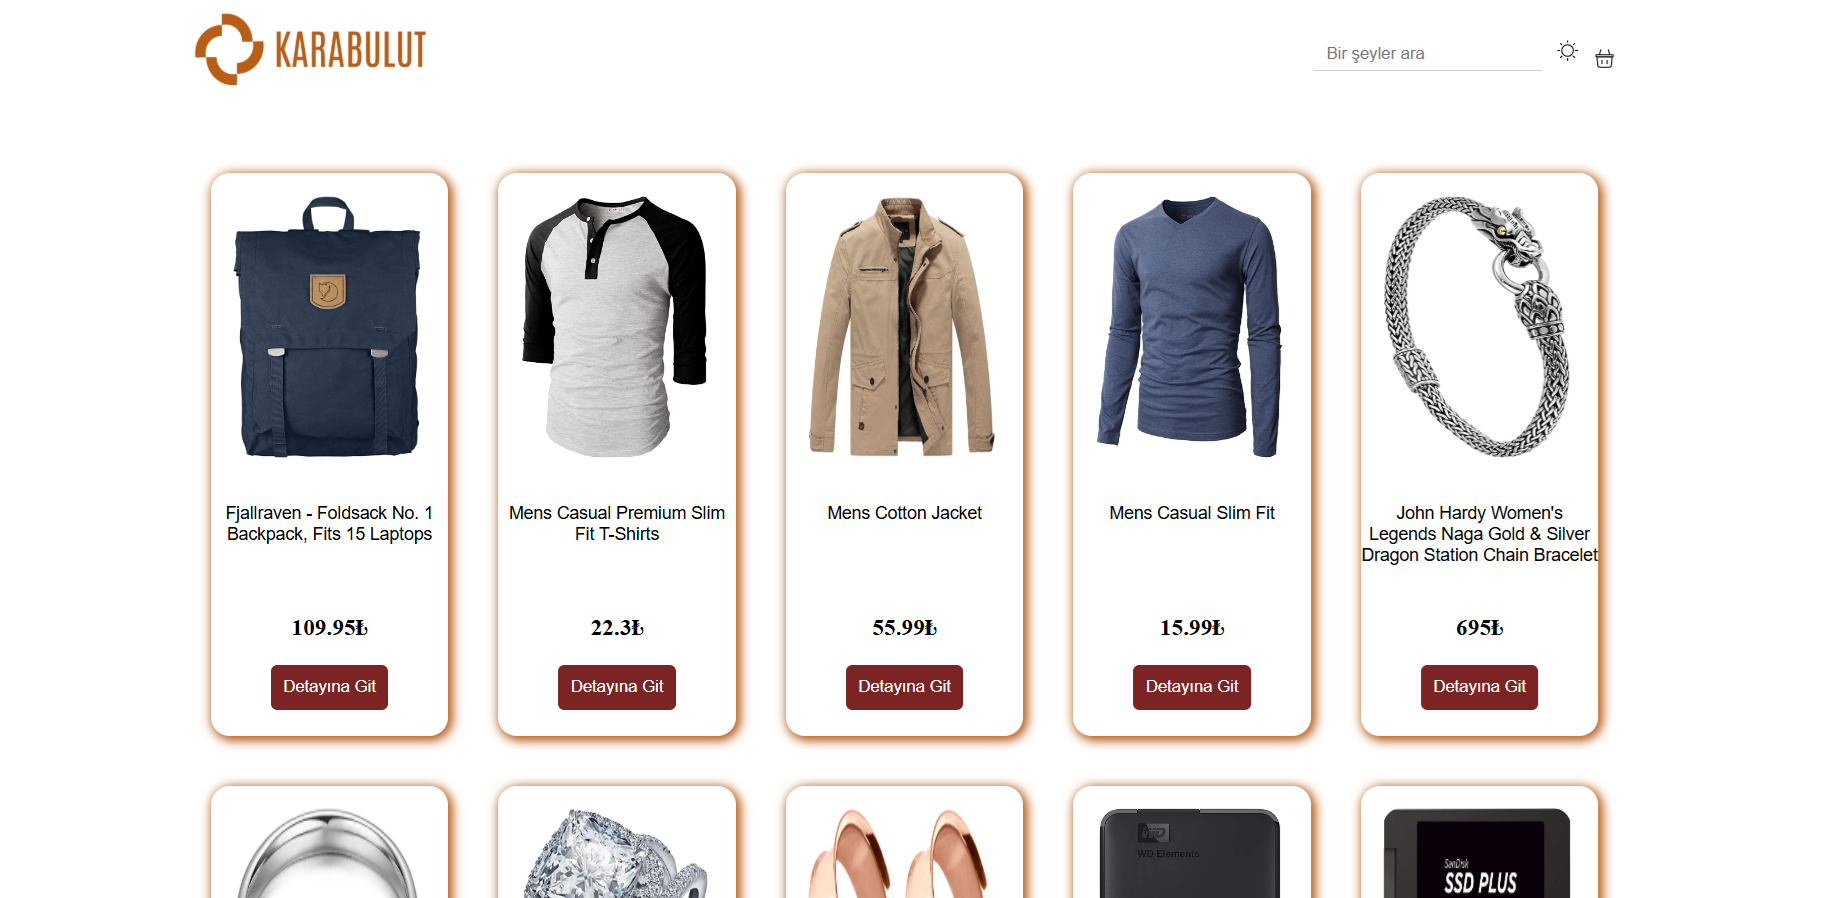 KARABULUT
Bir şeyler ara
Fjallraven - Foldsack No. 1
Backpack, Fits 15 Laptops
109.95₺
Detayına Git
Mens Casual Premium Slim
Fit T-Shirts
22.3₺
Detayına Git
Mens Cotton Jacket
55.99₺
Detayına Git
Mens Casual Slim Fit
15.99₺
Detayına Git
John Hardy Women's
Legends Naga Gold & Silver
Dragon Station Chain Bracelet
695₺
Detayına Git
WD
WD Elements
SanDisk
SSD PLUS